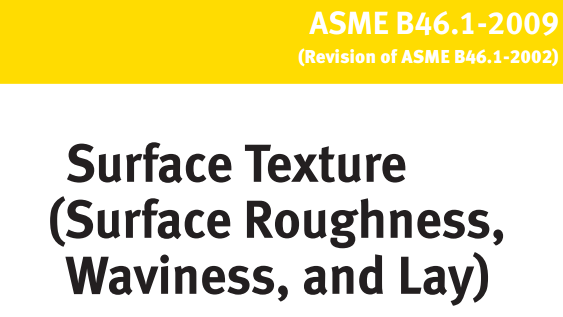 ASME B46.1-2009
(Revision of ASME B46.1-2002)
Surface Texture
(Surface Roughness,
Waviness, and Lay)